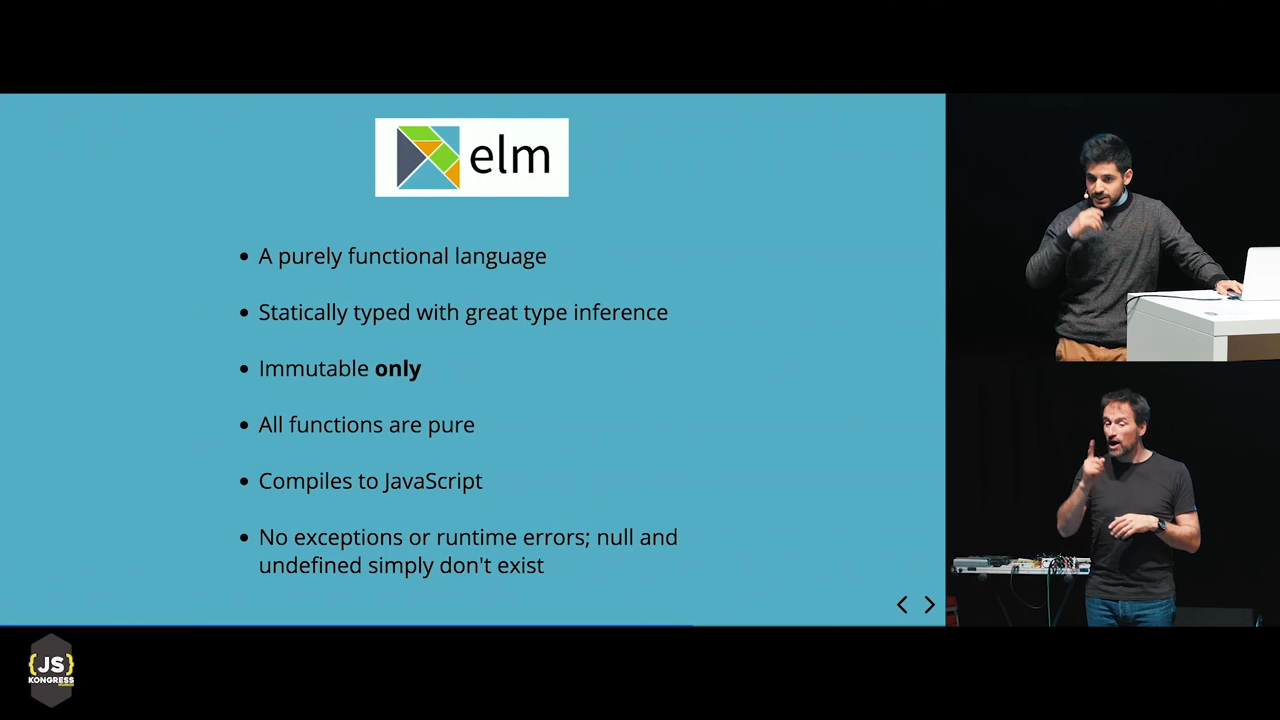 elm
A purely functional language
Statically typed with great type inference
Immutable only
All functions are pure
Compiles to JavaScript
No exceptions or runtime errors; null and
undefined simply don't exist
{JS}
KONGRESS